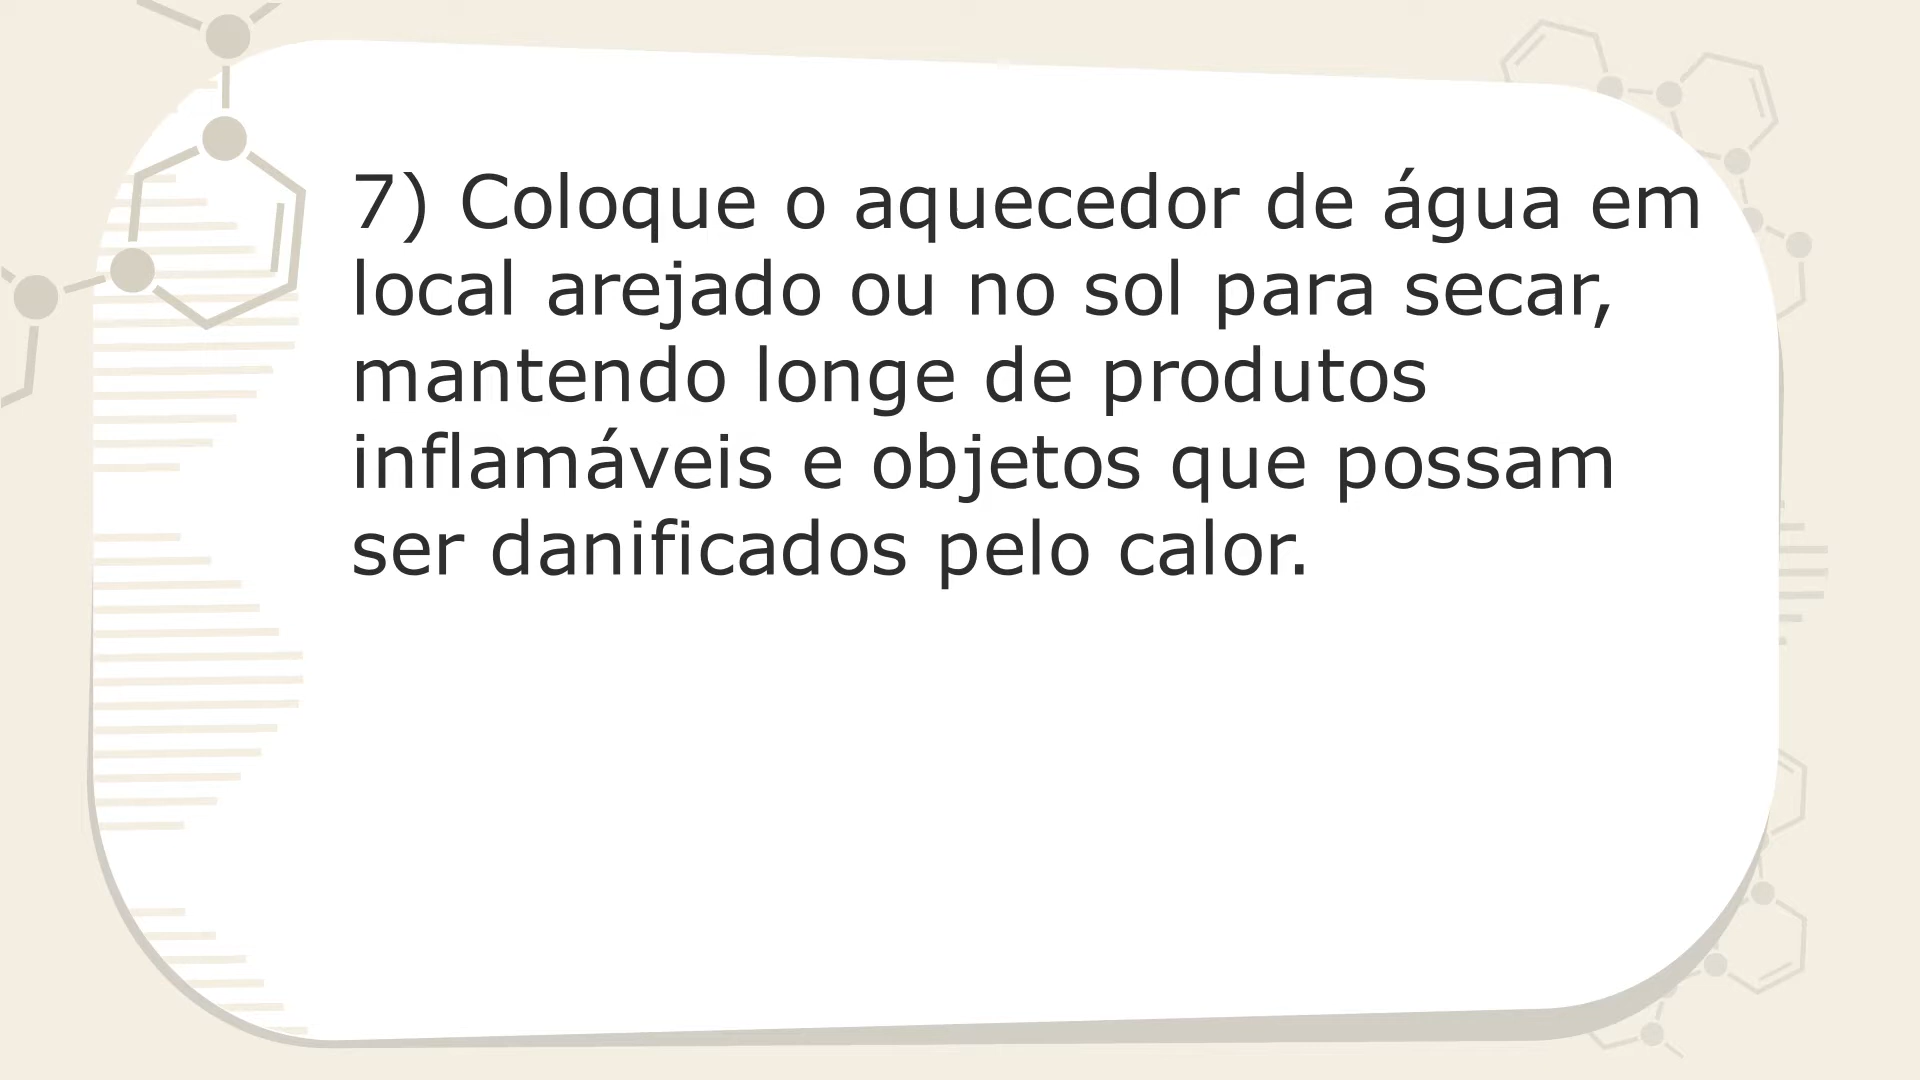 7) Coloque o aquecedor de água em
local arejado ou no sol para secar,
mantendo longe de produtos
inflamáveis e objetos que possam
ser danificados pelo calor.